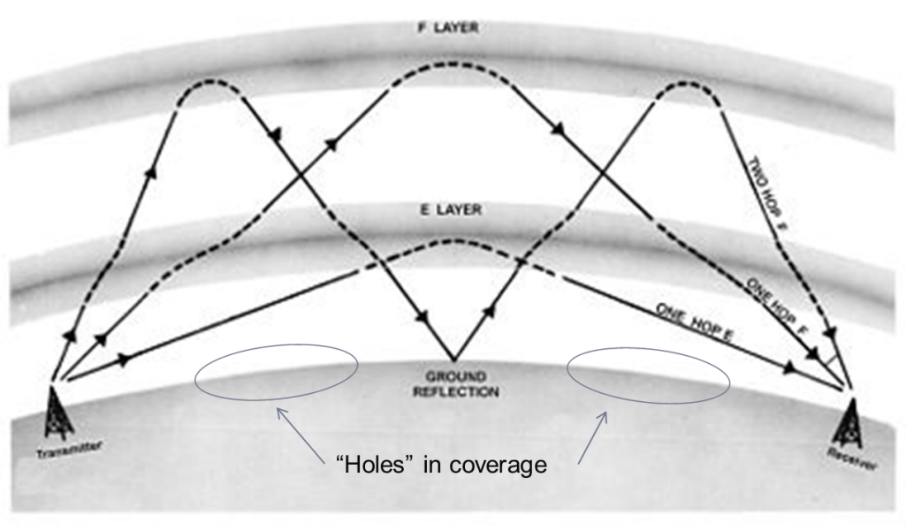 F LAYER
E LAYER
TWO HOP F
ONE HOP F
ONE HOP E
GROUND
REFLECTION
Transmitter
Receiver
“Holes” in coverage